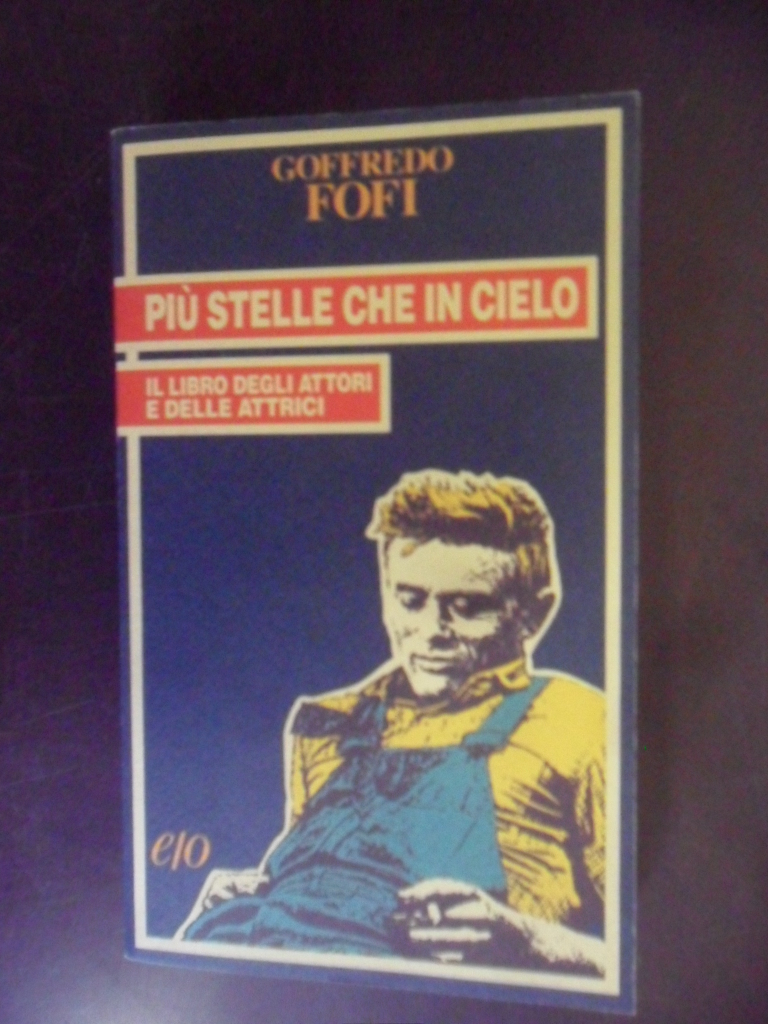 GOFFREDO
FOFI
PIÙ STELLE CHE IN CIELO
IL LIBRO DEGLI ATTORI
E DELLE ATTRICI
e/o